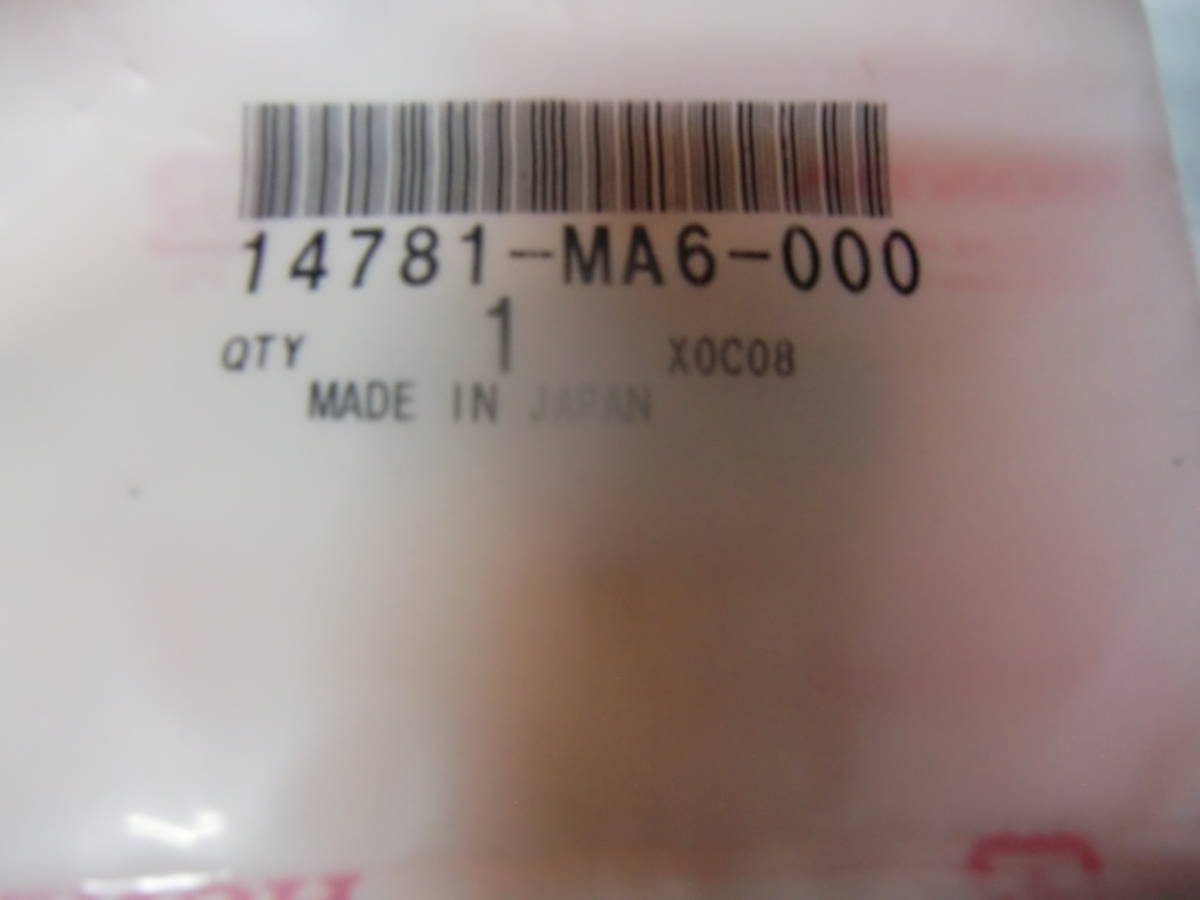 14781-MA6-000
QTY 1 X0C08
MADE IN JAPAN